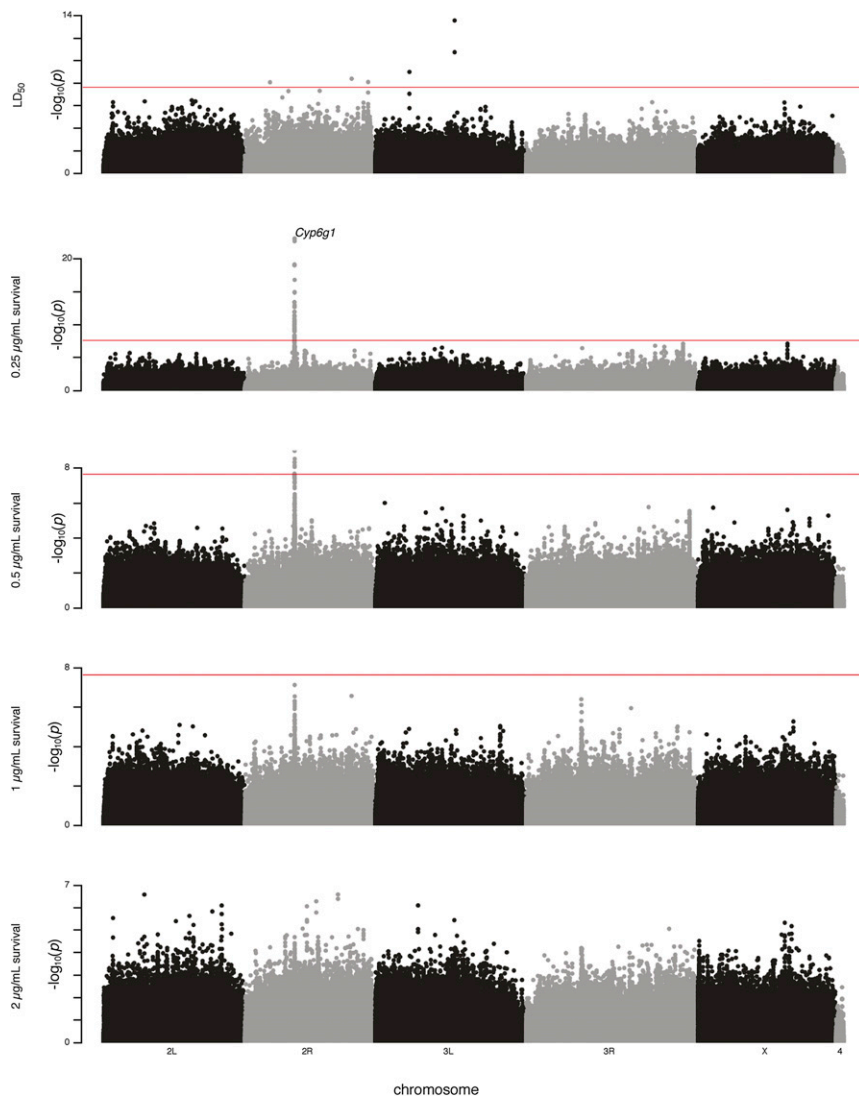 LD50
-log10(p)
14
0
0.25 µg/mL survival
-log10(p)
Cyp6g1
20
0
0.5 µg/mL survival
-log10(p)
8
0
1 µg/mL survival
-log10(p)
8
0
2 µg/mL survival
-log10(p)
7
0
2L 2R 3L 3R X 4
chromosome